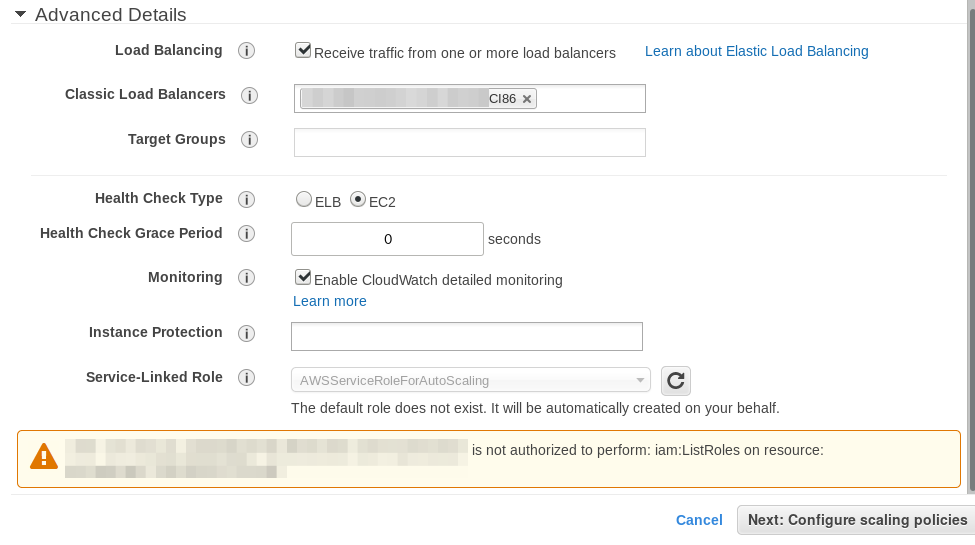 Advanced Details
Load Balancing Receive traffic from one or more load balancers Learn about Elastic Load Balancing
Classic Load Balancers CI86
Target Groups
Health Check Type ELB EC2
Health Check Grace Period 0 seconds
Monitoring Enable CloudWatch detailed monitoring
Learn more
Instance Protection
Service-Linked Role AWSServiceRoleForAutoScaling
The default role does not exist. It will be automatically created on your behalf.
is not authorized to perform: iam:ListRoles on resource:
Cancel Next: Configure scaling policies